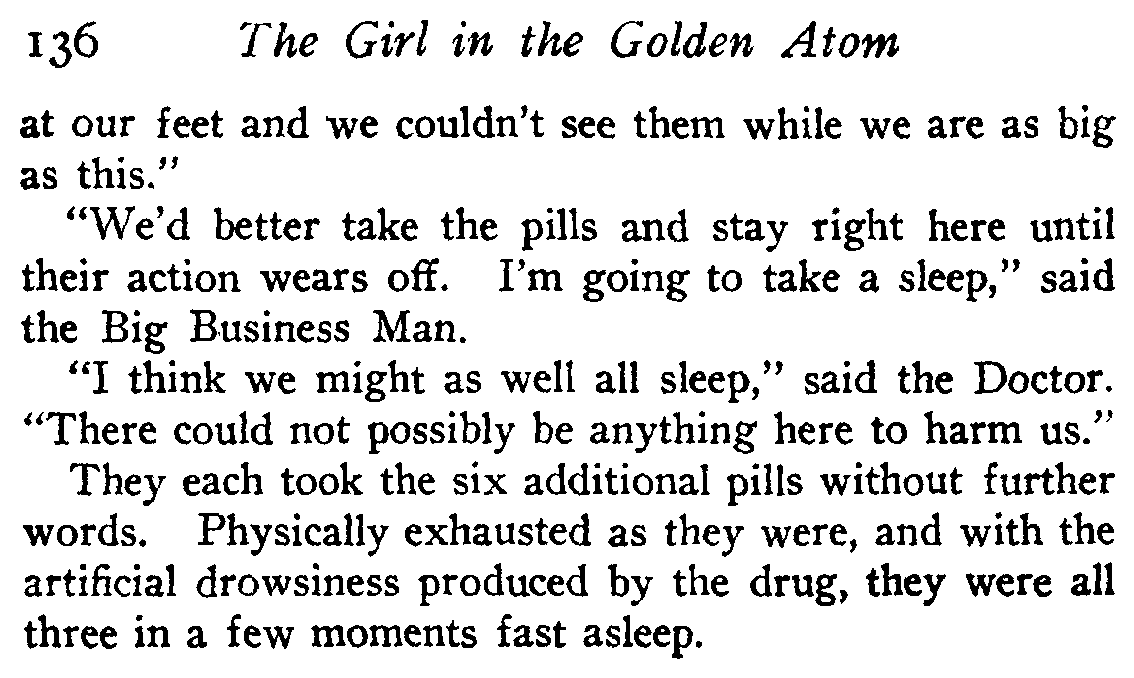 136 The Girl in the Golden Atom
at our feet and we couldn't see them while we are as big
as this."
"We'd better take the pills and stay right here until
their action wears off. I'm going to take a sleep," said
the Big Business Man.
"I think we might as well all sleep," said the Doctor.
"There could not possibly be anything here to harm us."
They each took the six additional pills without further
words. Physically exhausted as they were, and with the
artificial drowsiness produced by the drug, they were all
three in a few moments fast asleep.